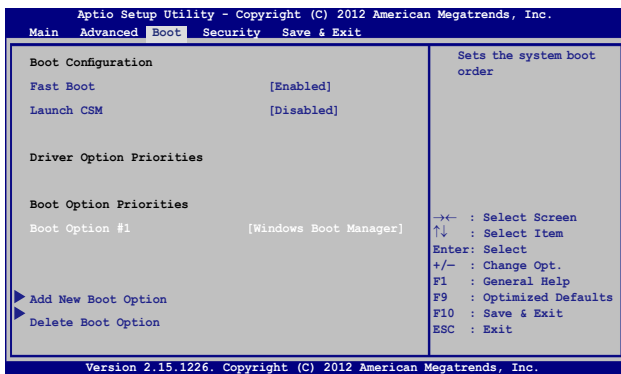 Aptio Setup Utility - Copyright (C) 2012 American Megatrends, Inc.
Main Advanced Boot Security Save & Exit
Boot Configuration
Fast Boot [Enabled]
Launch CSM [Disabled]
Driver Option Priorities
Boot Option Priorities
Boot Option #1 [Windows Boot Manager]
Add New Boot Option
Delete Boot Option
Sets the system boot
order
→← : Select Screen
↑↓ : Select Item
Enter: Select
+/— : Change Opt.
F1 : General Help
F9 : Optimized Defaults
F10 : Save & Exit
ESC : Exit
Version 2.15.1226. Copyright (C) 2012 American Megatrends, Inc.